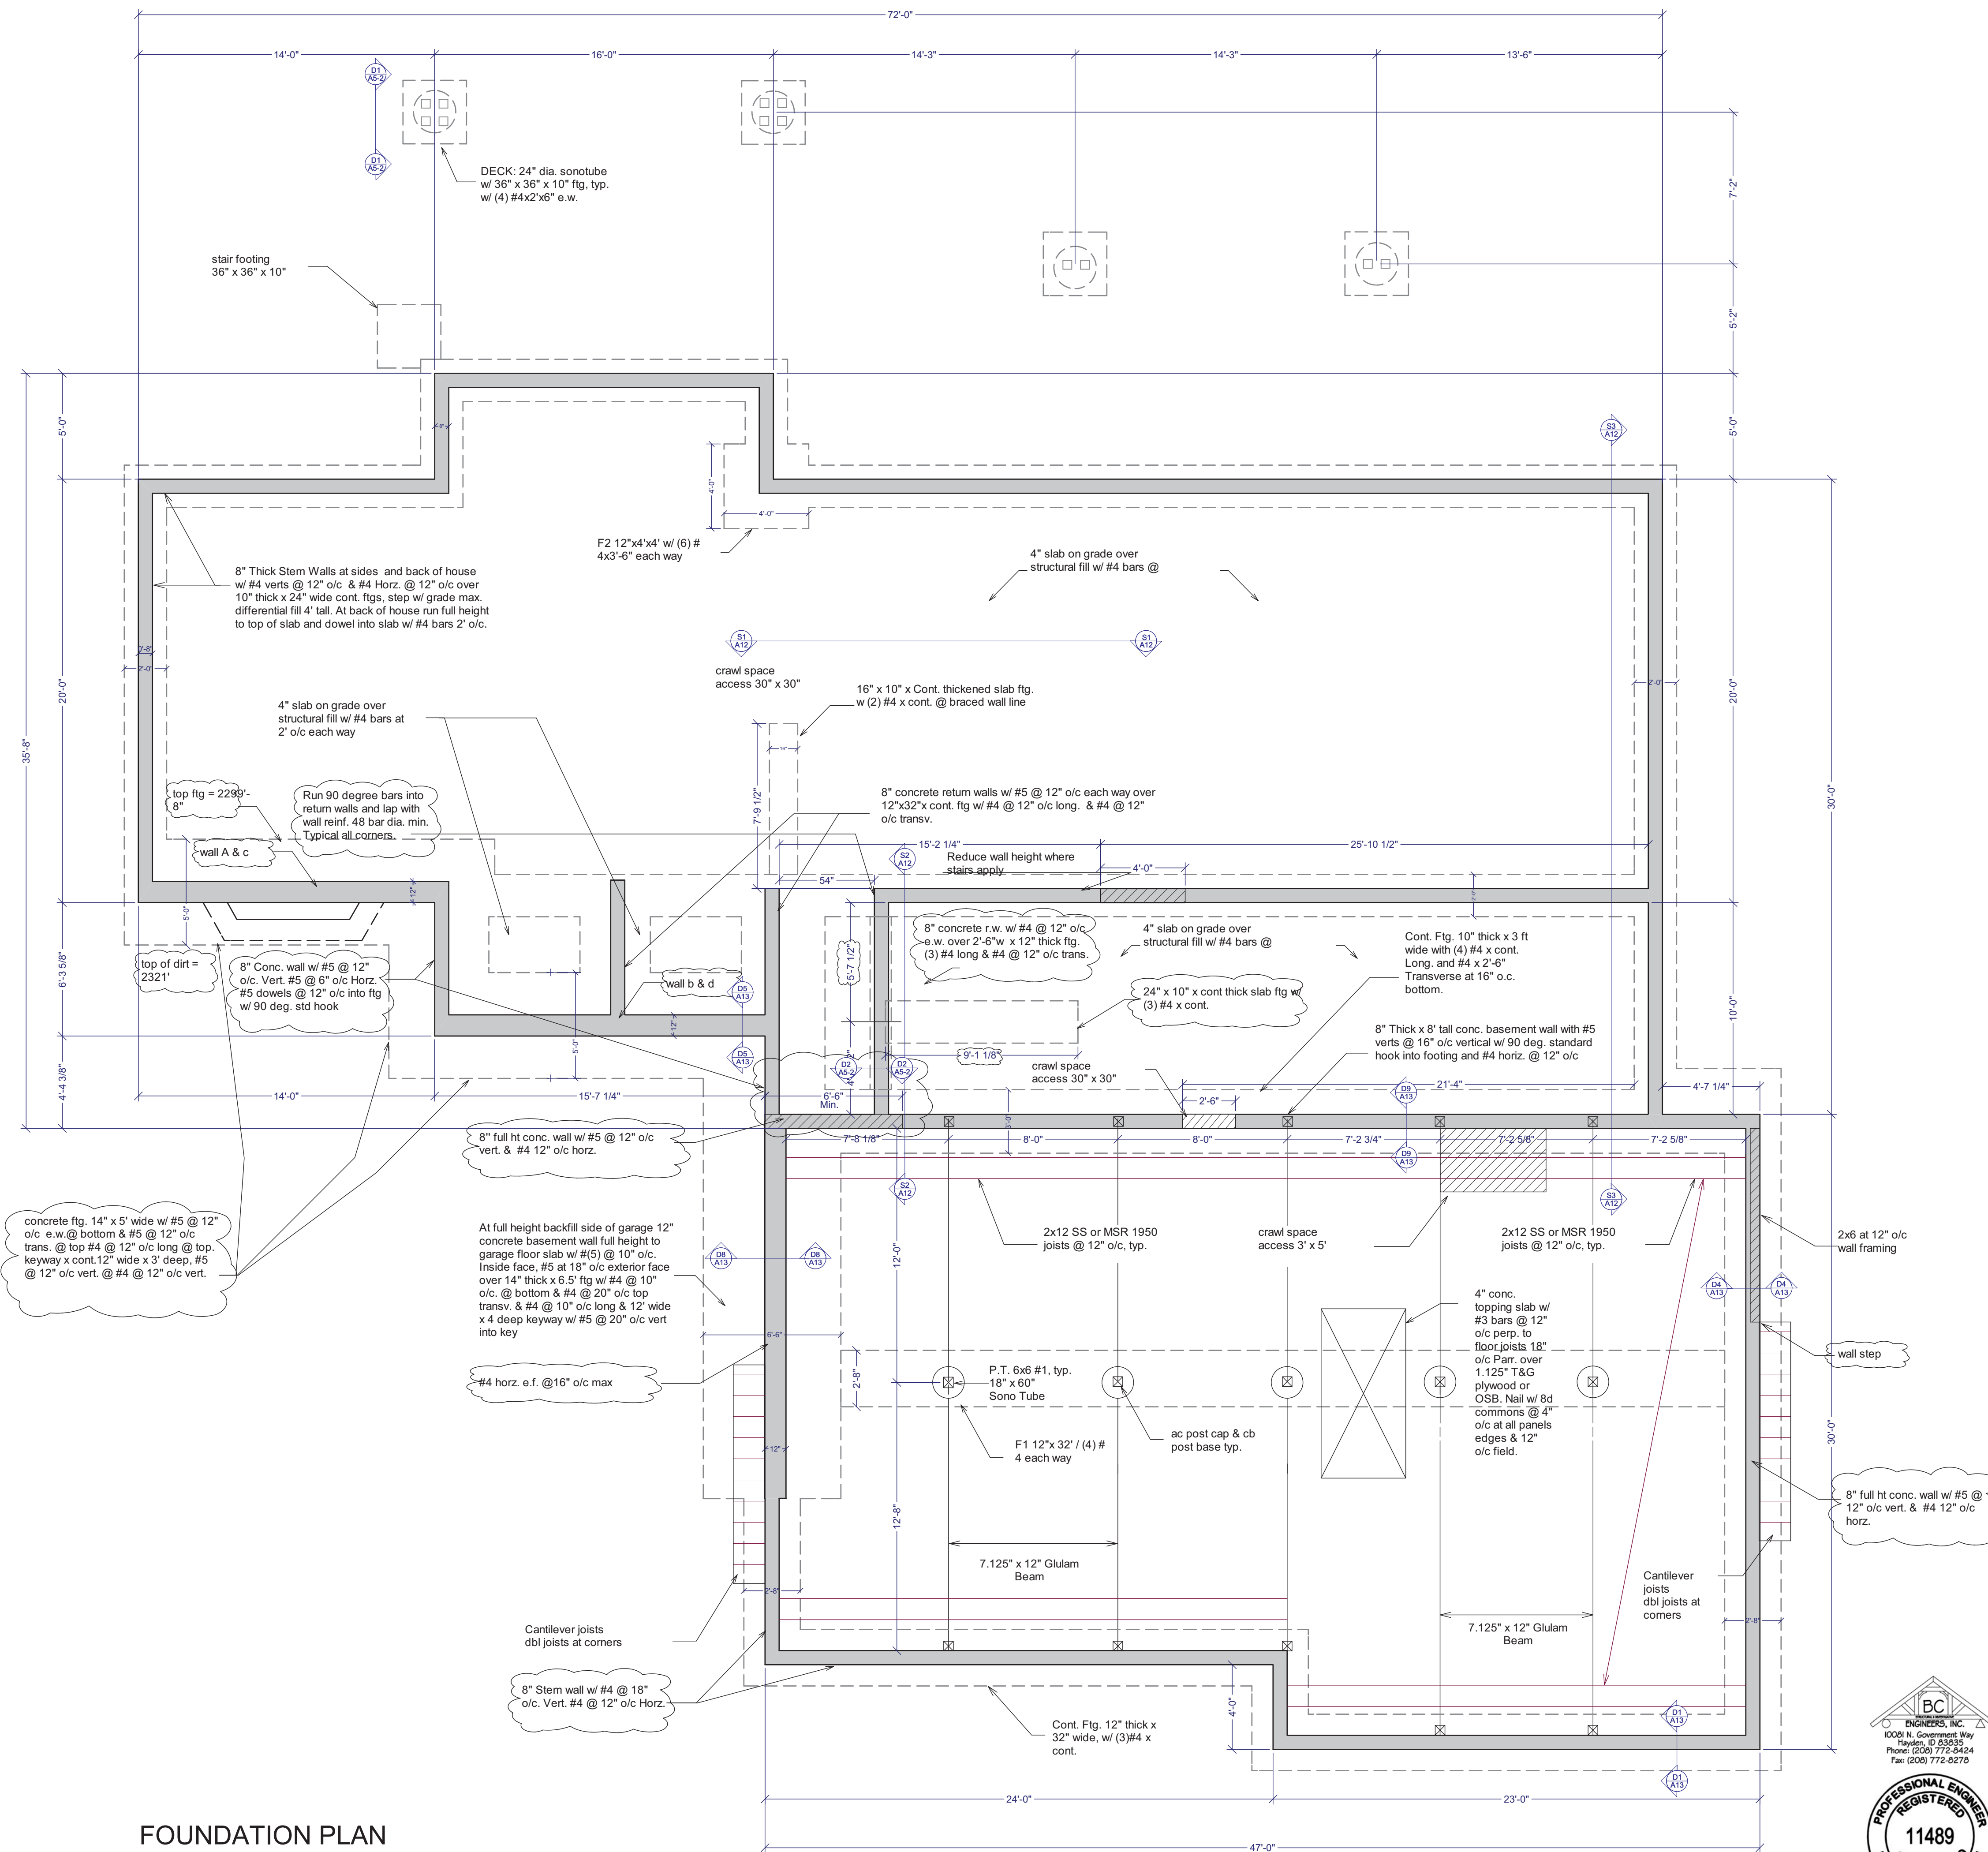 72'-0"
14'-0"
16'-0"
14'-3"
14'-3"
13'-6"
D1
A5-2
D1
A5-2
DECK: 24" dia. sonotube
w/ 36" x 36" x 10" ftg, typ.
w/ (4) #4x2'x6" e.w.
7'-2"
stair footing
36" x 36" x 10"
5'-2"
5'-0"
5'-0"
S3
A12
4'-0"
4'-0"
F2 12"x4'x4' w/ (6) #
4x3'-6" each way
4" slab on grade over
structural fill w/ #4 bars @
8" Thick Stem Walls at sides and back of house
w/ #4 verts @ 12" o/c & #4 Horz. @ 12" o/c over
10" thick x 24" wide cont. ftgs, step w/ grade max.
differential fill 4' tall. At back of house run full height
to top of slab and dowel into slab w/ #4 bars 2' o/c.
S1
A12
S1
A12
2'-0"
2'-0"
20'-0"
20'-0"
35'-8"
crawl space
access 30" x 30"
16" x 10" x Cont. thickened slab ftg.
w (2) #4 x cont. @ braced wall line
4" slab on grade over
structural fill w/ #4 bars at
2' o/c each way
16"
7'-9 1/2"
30'-0"
top ftg = 2299'-
8"
Run 90 degree bars into
return walls and lap with
wall reinf. 48 bar dia. min.
Typical all corners.
wall A & c
8" concrete return walls w/ #5 @ 12" o/c each way over
12"x32"x cont. ftg w/ #4 @ 12" o/c long. & #4 @ 12"
o/c transv.
15'-2 1/4"
25'-10 1/2"
S2
A12
Reduce wall height where
stairs apply
4'-0"
54"
12"
5'-0"
8" concrete r.w. w/ #4 @ 12" o/c
e.w. over 2'-6"w x 12" thick ftg.
(3) #4 long & #4 @ 12" o/c trans.
4" slab on grade over
structural fill w/ #4 bars @
Cont. Ftg. 10" thick x 3 ft
wide with (4) #4 x cont.
Long. and #4 x 2'-6"
Transverse at 16" o.c.
bottom.
6'-3 5/8"
top of dirt =
2321'
8" Conc. wall w/ #5 @ 12"
o/c. Vert. #5 @ 6" o/c Horz.
#5 dowels @ 12" o/c into ftg
w/ 90 deg. std hook
5'-7 1/2"
wall b & d
D5
A13
24" x 10" x cont thick slab ftg w/
(3) #4 x cont.
10'-0"
12"
5'-0"
D5
A13
9'-1 1/8"
8" Thick x 8' tall conc. basement wall with #5
verts @ 16" o/c vertical w/ 90 deg. standard
hook into footing and #4 horiz. @ 12" o/c
D2
A5-2
D2
A5-2
crawl space
access 30" x 30"
4'-4 3/8"
14'-0"
15'-7 1/4"
6'-6"
Min.
2'-6"
21'-4"
D9
A13
4'-7 1/4"
8" full ht conc. wall w/ #5 @ 12" o/c
vert. & #4 12" o/c horz.
7'-8 1/8"
8'-0"
8'-0"
7'-2 3/4"
7'-2 5/8"
7'-2 5/8"
D9
A13
S2
A12
S3
A12
concrete ftg. 14" x 5' wide w/ #5 @ 12"
o/c e.w.@ bottom & #5 @ 12" o/c
trans. @ top #4 @ 12" o/c long @ top.
keyway x cont.12" wide x 3' deep, #5
@ 12" o/c vert. @ #4 @ 12" o/c vert.
At full height backfill side of garage 12"
concrete basement wall full height to
garage floor slab w/ #(5) @ 10" o/c.
Inside face, #5 at 18" o/c exterior face
over 14" thick x 6.5' ftg w/ #4 @ 10"
o/c. @ bottom & #4 @ 20" o/c top
transv. & #4 @ 10" o/c long & 12' wide
x 4 deep keyway w/ #5 @ 20" o/c vert
into key
D8
A13
D8
A13
12'-0"
2x12 SS or MSR 1950
joists @ 12" o/c, typ.
crawl space
access 3' x 5'
2x12 SS or MSR 1950
joists @ 12" o/c, typ.
2x6 at 12" o/c
wall framing
D4
A13
D4
A13
4" conc.
topping slab w/
#3 bars @ 12"
o/c perp. to
floor joists 18"
o/c Parr. over
1.125" T&G
plywood or
OSB. Nail w/ 8d
commons @ 4"
o/c at all panels
edges & 12"
o/c field.
6'-6"
wall step
#4 horz. e.f. @16" o/c max
2'-8"
P.T. 6x6 #1, typ.
18" x 60"
Sono Tube
ac post cap & cb
post base typ.
F1 12"x 32' / (4) #
4 each way
12"
30'-0"
12'-8"
8" full ht conc. wall w/ #5 @
12" o/c vert. & #4 12" o/c
horz.
7.125" x 12" Glulam
Beam
2'-8"
Cantilever
joists
dbl joists at
corners
Cantilever joists
dbl joists at corners
7.125" x 12" Glulam
Beam
2'-8"
8" Stem wall w/ #4 @ 18"
o/c. Vert. #4 @ 12" o/c Horz.
4'-0"
Cont. Ftg. 12" thick x
32" wide, w/ (3)#4 x
cont.
D1
A13
D1
A13
24'-0"
23'-0"
47'-0"
FOUNDATION PLAN
BC
ENGINEERS, INC.
10081 N. Government Way
Hayden, ID 83835
Phone: (208) 772-8424
Fax: (208) 772-8278
PROFESSIONAL ENGINEER
REGISTERED
11489